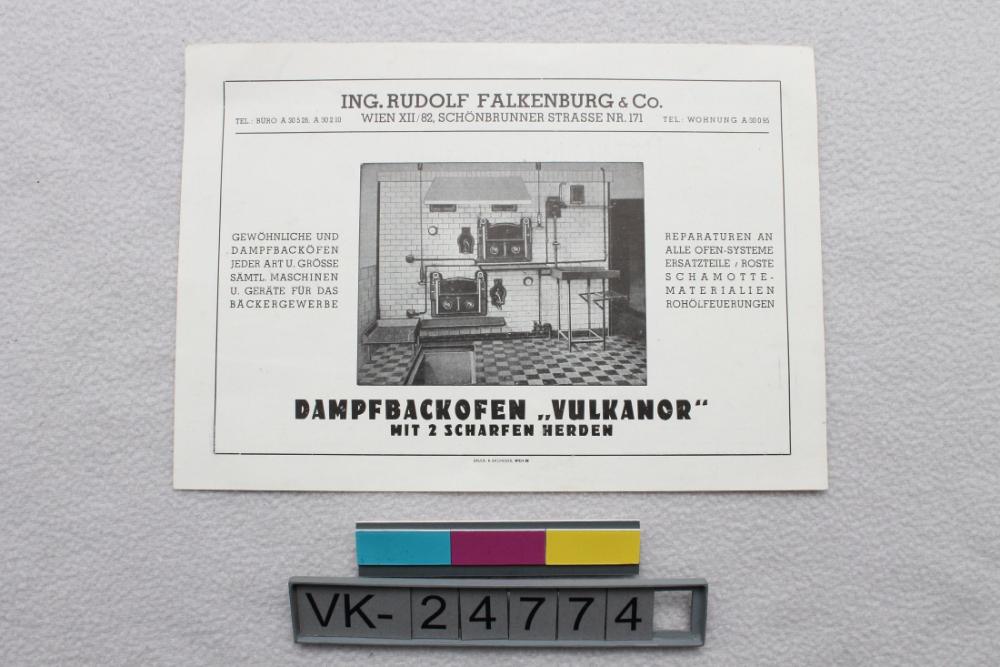 ING. RUDOLF FALKENBURG & Co.
TEL.: BÜRO A 30 5 28, A 30 2 10 WIEN XII/82, SCHÖNBRUNNER STRASSE NR. 171 TEL.: WOHNUNG A 30 0 95
GEWÖHNLICHE UND
DAMPFBACKÖFEN
JEDER ART U. GRÖSSE
SÄMTL. MASCHINEN
U. GERÄTE FÜR DAS
BÄCKERGEWERBE
REPARATUREN AN
ALLE OFEN-SYSTEME
ERSATZTEILE / ROSTE
SCHAMOTTE-
MATERIALIEN
ROHÖLFEUERUNGEN
DAMPFBACKOFEN „VULKANOR“
MIT 2 SCHARFEN HERDEN
VK-24774